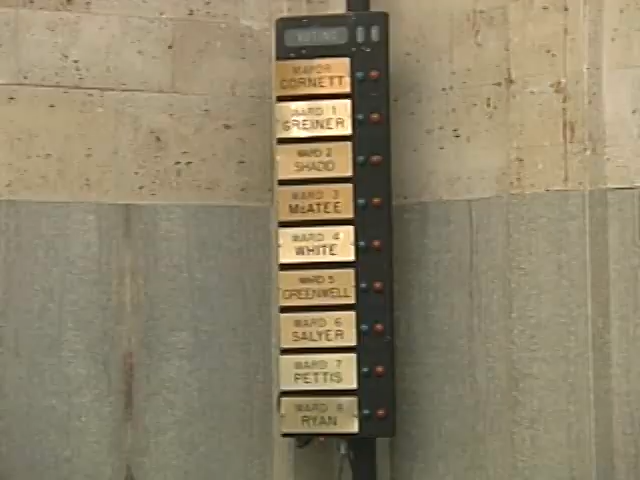 VOTING
MAYOR
CORNETT
WARD 1
GREINER
WARD 2
SHADID
WARD 3
McATEE
WARD 4
WHITE
WARD 5
GREENWELL
WARD 6
SALYER
WARD 7
PETTIS
WARD 8
RYAN